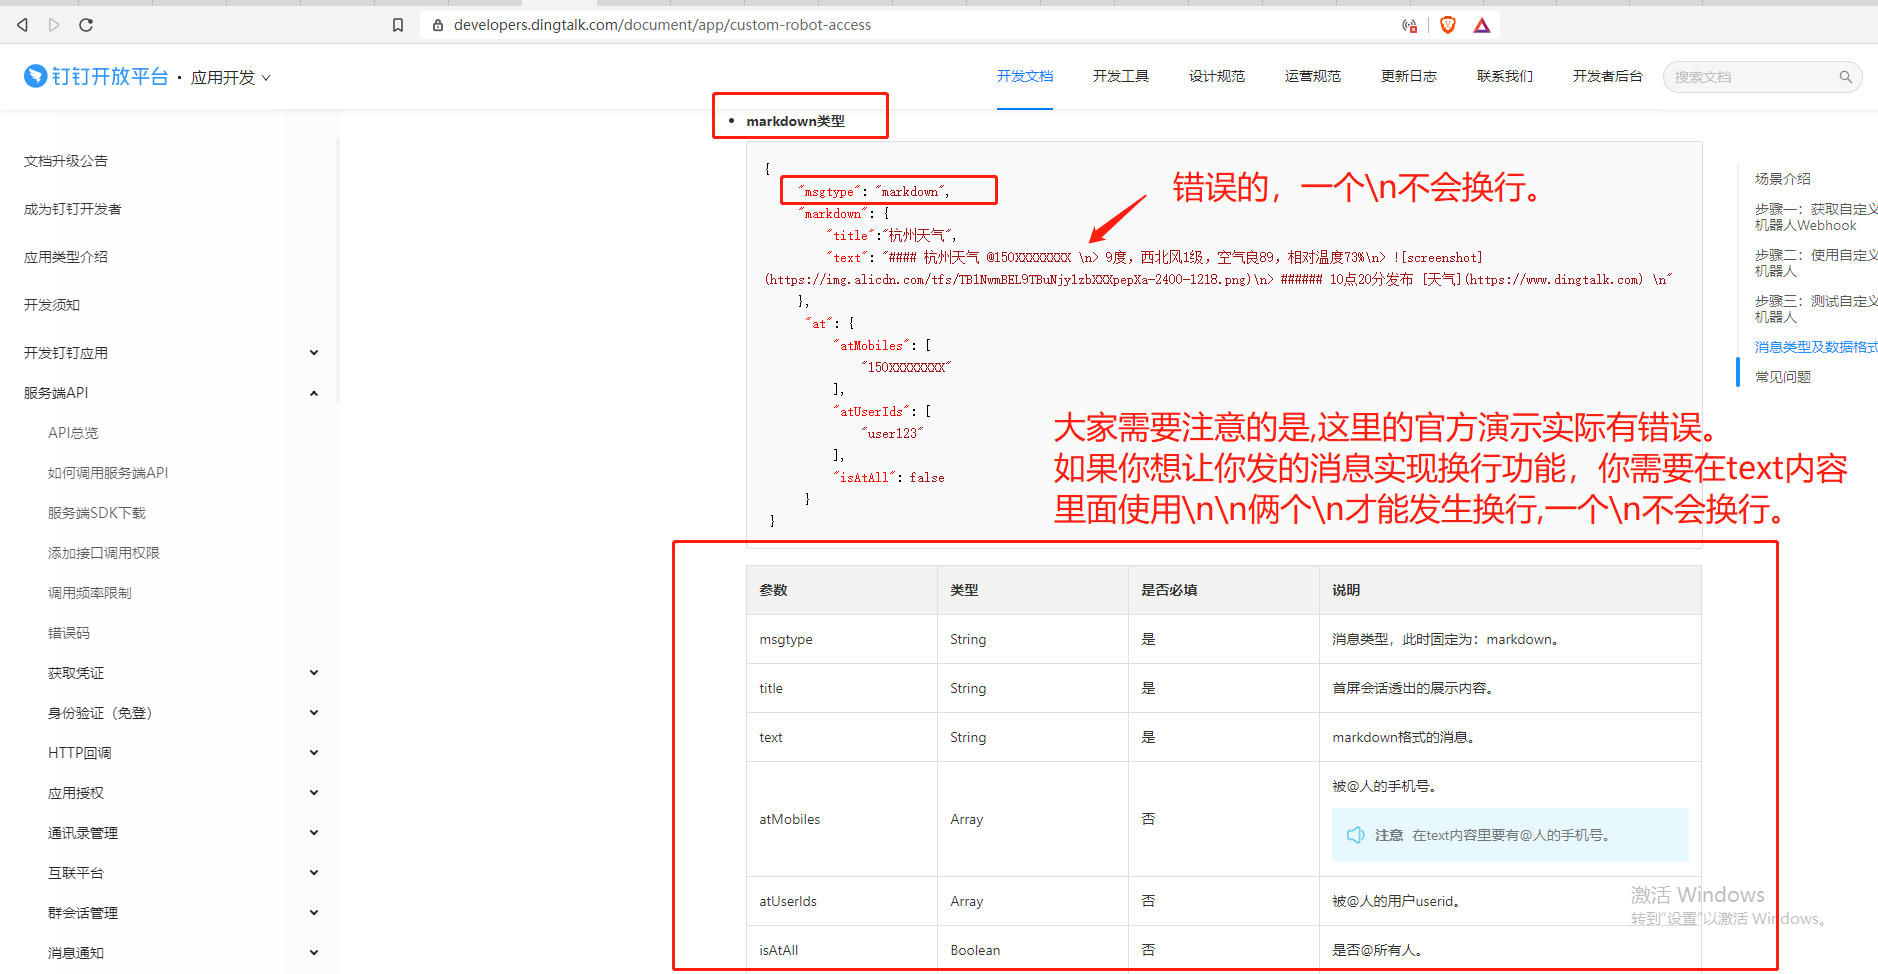 developers.dingtalk.com/document/app/custom-robot-access
钉钉开放平台 · 应用开发
开发文档 开发工具 设计规范 运营规范 更新日志 联系我们 开发者后台 搜索文档
文档升级公告
成为钉钉开发者
应用类型介绍
开发须知
开发钉钉应用
服务端API
API总览
如何调用服务端API
服务端SDK下载
添加接口调用权限
调用频率限制
错误码
获取凭证
身份验证（免登）
HTTP回调
应用授权
通讯录管理
互联平台
群会话管理
消息通知
• markdown类型
{
"msgtype": "markdown",
"markdown": {
"title":"杭州天气",
"text": "#### 杭州天气 @150XXXXXXXX \n> 9度，西北风1级，空气良89，相对温度73%\n> ![screenshot]
(https://img.alicdn.com/tfs/TB1NwmBEL9TBuNjy1zbXXXpepXa-2400-1218.png)\n> ###### 10点20分发布 [天气](https://www.dingtalk.com) \n"
},
"at": {
"atMobiles": [
"150XXXXXXXX"
],
"atUserIds": [
"user123"
],
"isAtAll": false
}
}
错误的，一个\n不会换行。
大家需要注意的是,这里的官方演示实际有错误。
如果你想让你发的消息实现换行功能，你需要在text内容
里面使用\n\n俩个\n才能发生换行,一个\n不会换行。
参数 类型 是否必填 说明
msgtype String 是 消息类型，此时固定为：markdown。
title String 是 首屏会话透出的展示内容。
text String 是 markdown格式的消息。
atMobiles Array 否 被@人的手机号。
注意 在text内容里要有@人的手机号。
atUserIds Array 否 被@人的用户userid。
isAtAll Boolean 否 是否@所有人。
场景介绍
步骤一：获取自定义
机器人Webhook
步骤二：使用自定义
机器人
步骤三：测试自定义
机器人
消息类型及数据格式
常见问题
激活 Windows
转到"设置"以激活 Windows。